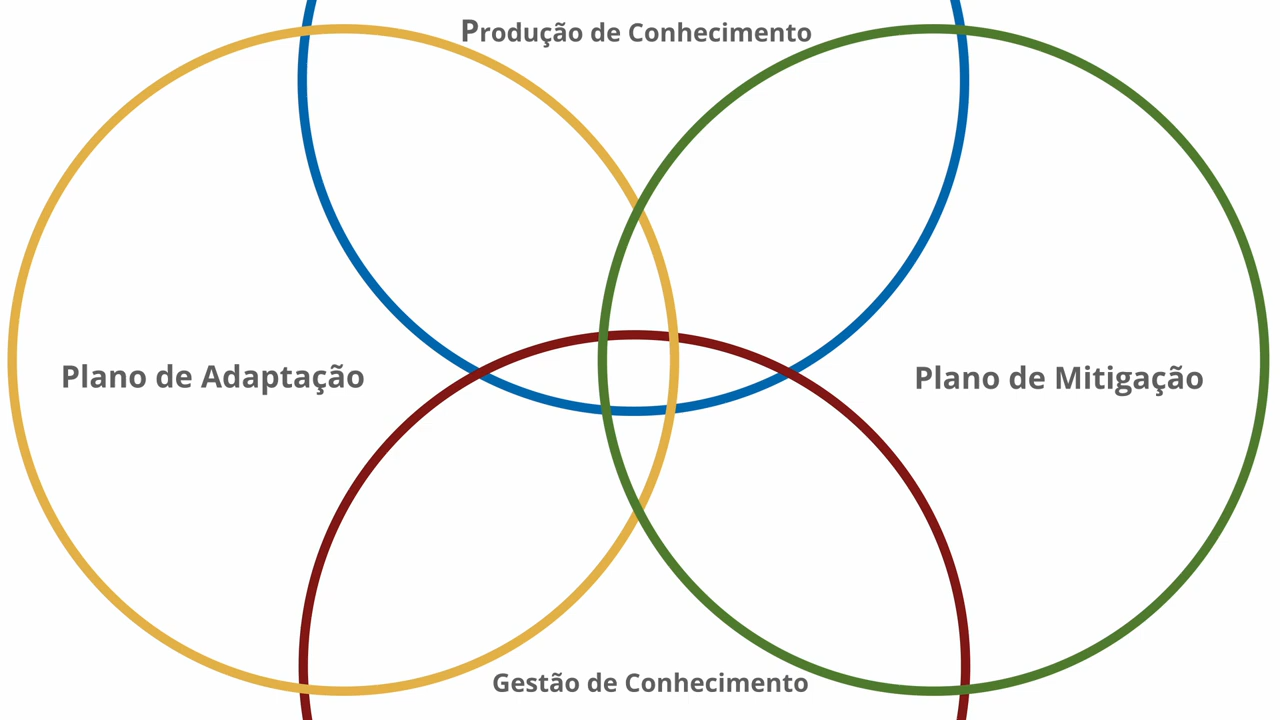 Produção de Conhecimento
Plano de Adaptação
Plano de Mitigação
Gestão de Conhecimento